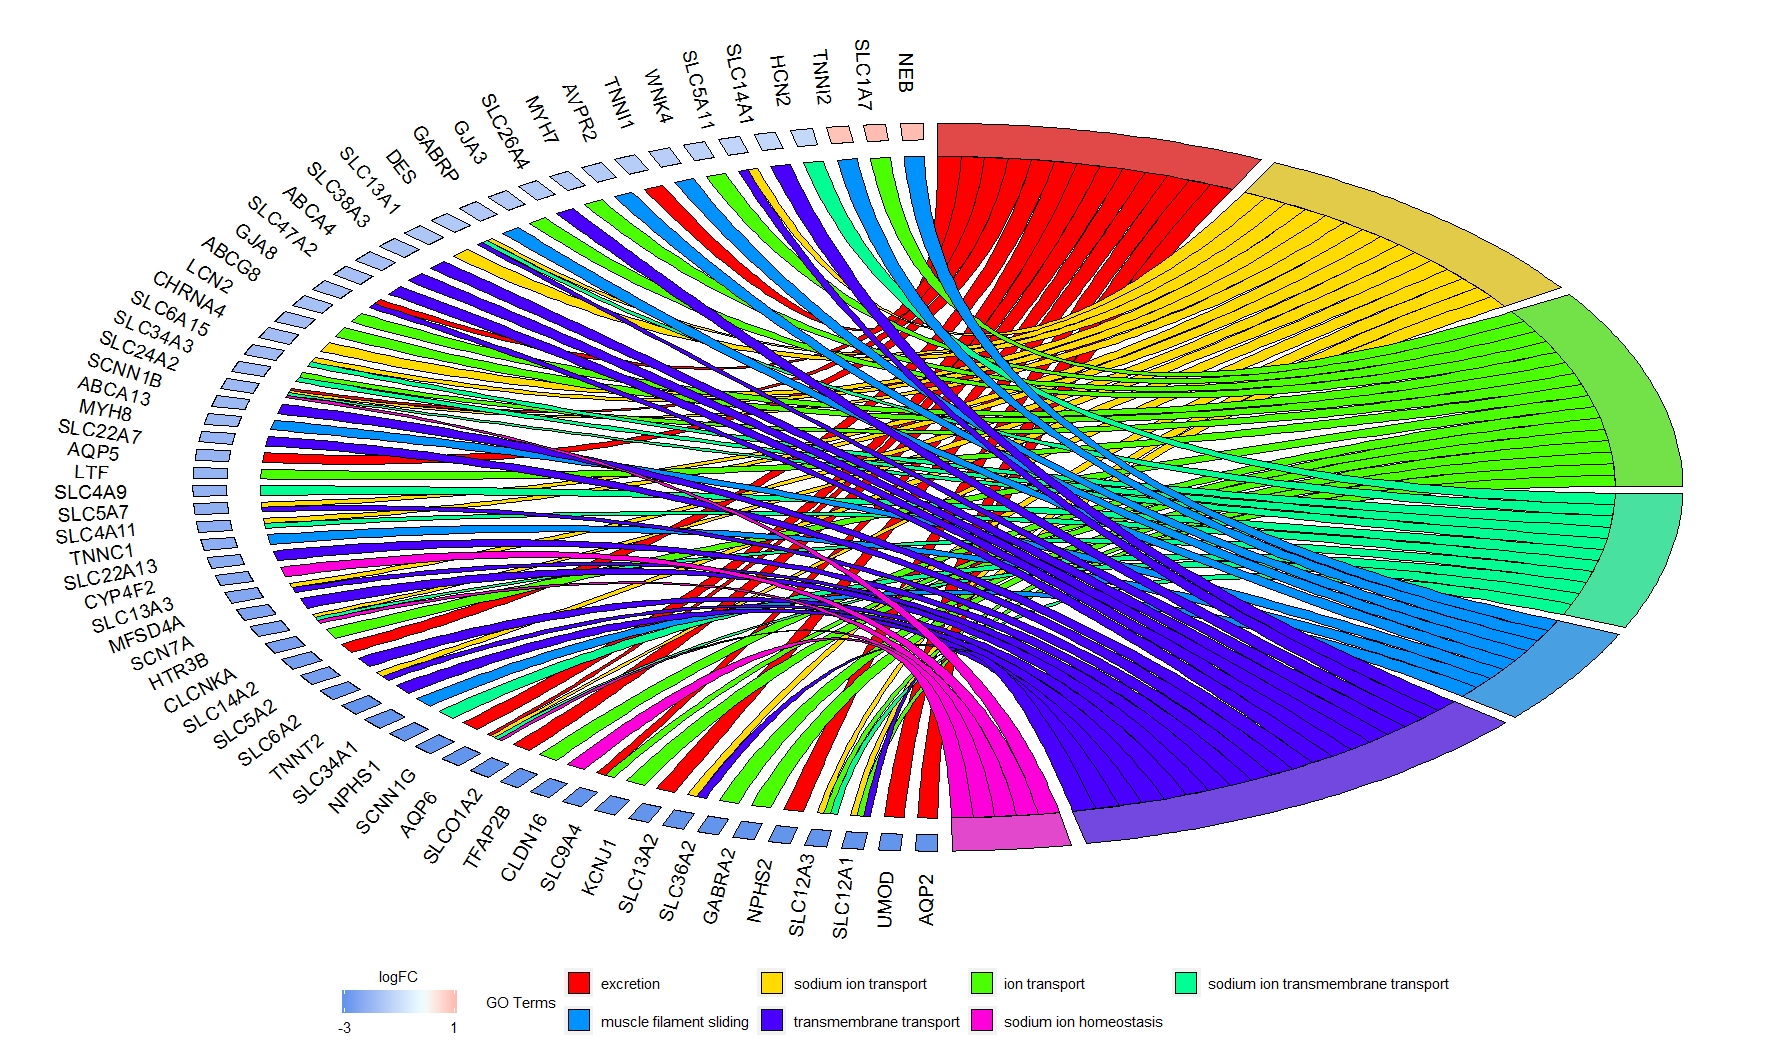 NEB
SLC1A7
TNNI2
HCN2
SLC14A1
SLC5A11
WNK4
TNNI1
AVPR2
MYH7
SLC26A4
GJA3
GABRP
DES
SLC13A1
SLC38A3
ABCA4
SLC47A2
GJA8
ABCG8
LCN2
CHRNA4
SLC6A15
SLC34A3
SLC24A2
SCNN1B
ABCA13
MYH8
SLC22A7
AQP5
LTF
SLC4A9
SLC5A7
SLC4A11
TNNC1
SLC22A13
CYP4F2
SLC13A3
MFSD4A
SCN7A
HTR3B
CLCNKA
SLC14A2
SLC5A2
SLC6A2
TNNT2
SLC34A1
NPHS1
SCNN1G
AQP6
SLCO1A2
TFAP2B
CLDN16
SLC9A4
KCNJ1
SLC13A2
SLC36A2
GABRA2
NPHS2
SLC12A3
SLC12A1
UMOD
AQP2
logFC
-3 1
GO Terms
excretion
sodium ion transport
ion transport
sodium ion transmembrane transport
muscle filament sliding
transmembrane transport
sodium ion homeostasis